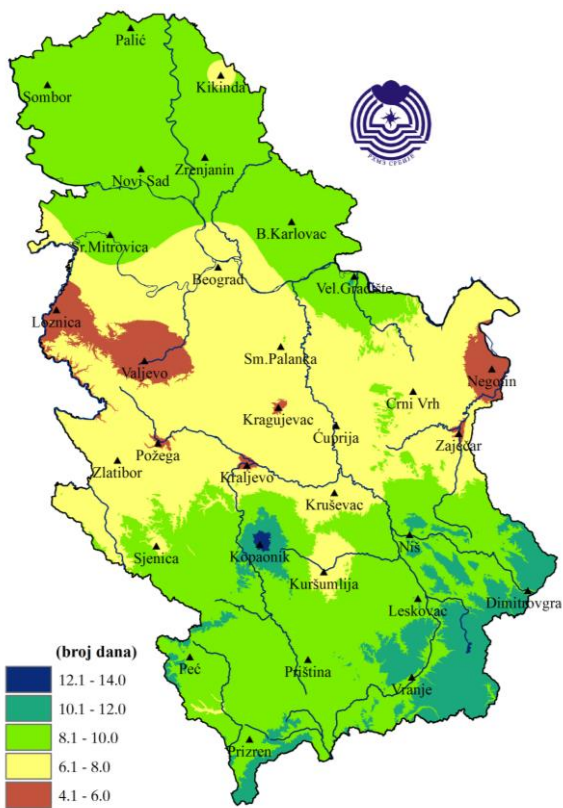 Palić
Sombor
Kikinda
Zrenjanin
Novi Sad
B.Karlovac
Sr.Mitrovica
Beograd
Vel.Gradište
Loznica
Valjevo
Sm.Palanka
Negotin
Crni Vrh
Kragujevac
Ćuprija
Zaječar
Požega
Zlatibor
Kraljevo
Kruševac
Sjenica
Kopaonik
Niš
Kuršumlija
Dimitrovgra
Leskovac
Peć
Priština
Vranje
Prizren
РХМЗ СРБИЈЕ
(broj dana)
12.1 - 14.0
10.1 - 12.0
8.1 - 10.0
6.1 - 8.0
4.1 - 6.0